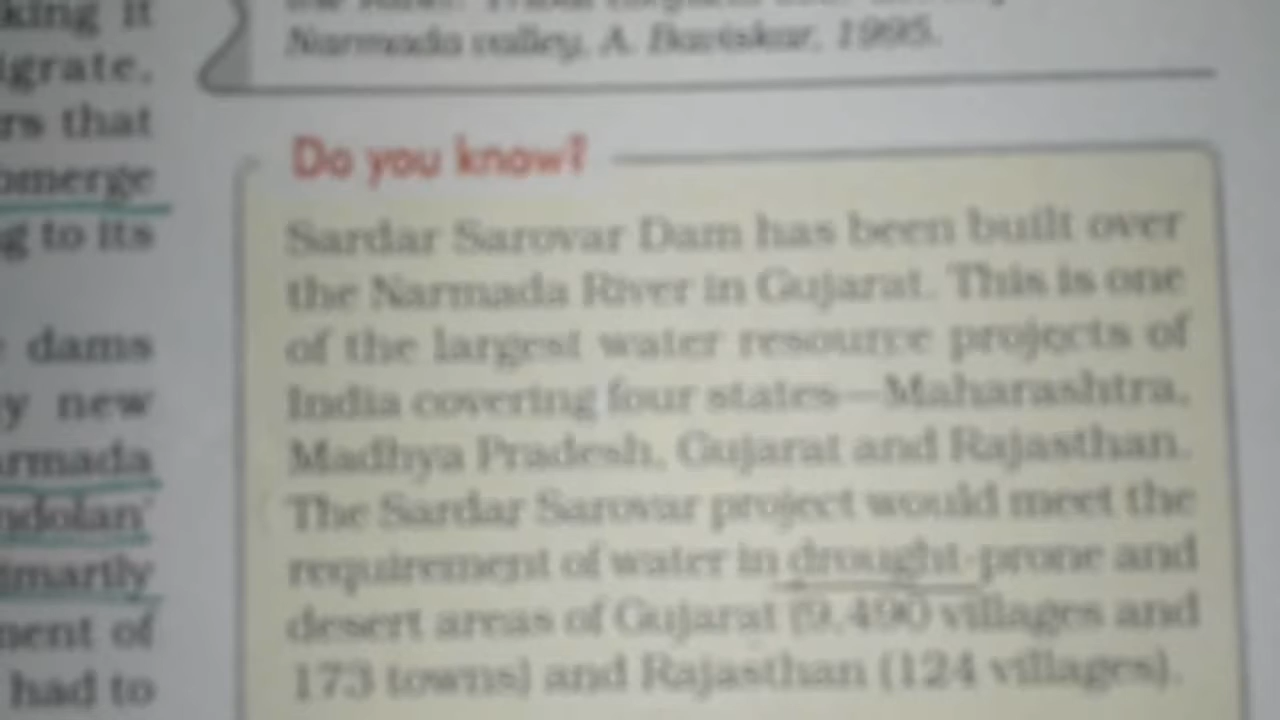 king it
igrate,
rs that
omerge
g to its
dams
y new
armada
ndolan'
imarily
ment of
had to
Narmada valley, A. Baviskar, 1995.
Do you know?
Sardar Sarovar Dam has been built over
the Narmada River in Gujarat. This is one
of the largest water resource projects of
India covering four states—Maharashtra,
Madhya Pradesh, Gujarat and Rajasthan.
The Sardar Sarovar project would meet the
requirement of water in drought-prone and
desert areas of Gujarat (9,490 villages and
173 towns) and Rajasthan (124 villages).